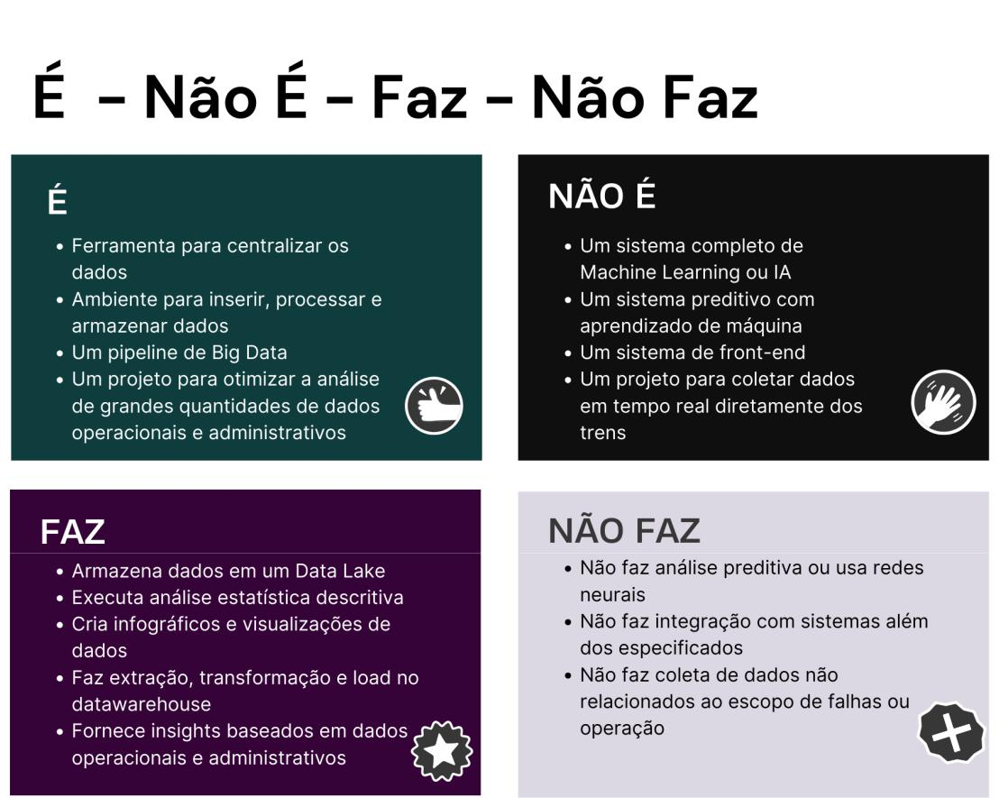 É – Não É – Faz – Não Faz
É
• Ferramenta para centralizar os
dados
• Ambiente para inserir, processar e
armazenar dados
• Um pipeline de Big Data
• Um projeto para otimizar a análise
de grandes quantidades de dados
operacionais e administrativos
NÃO É
• Um sistema completo de
Machine Learning ou IA
• Um sistema preditivo com
aprendizado de máquina
• Um sistema de front-end
• Um projeto para coletar dados
em tempo real diretamente dos
trens
FAZ
• Armazena dados em um Data Lake
• Executa análise estatística descritiva
• Cria infográficos e visualizações de
dados
• Faz extração, transformação e load no
datawarehouse
• Fornece insights baseados em dados
operacionais e administrativos
NÃO FAZ
• Não faz análise preditiva ou usa redes
neurais
• Não faz integração com sistemas além
dos especificados
• Não faz coleta de dados não
relacionados ao escopo de falhas ou
operação